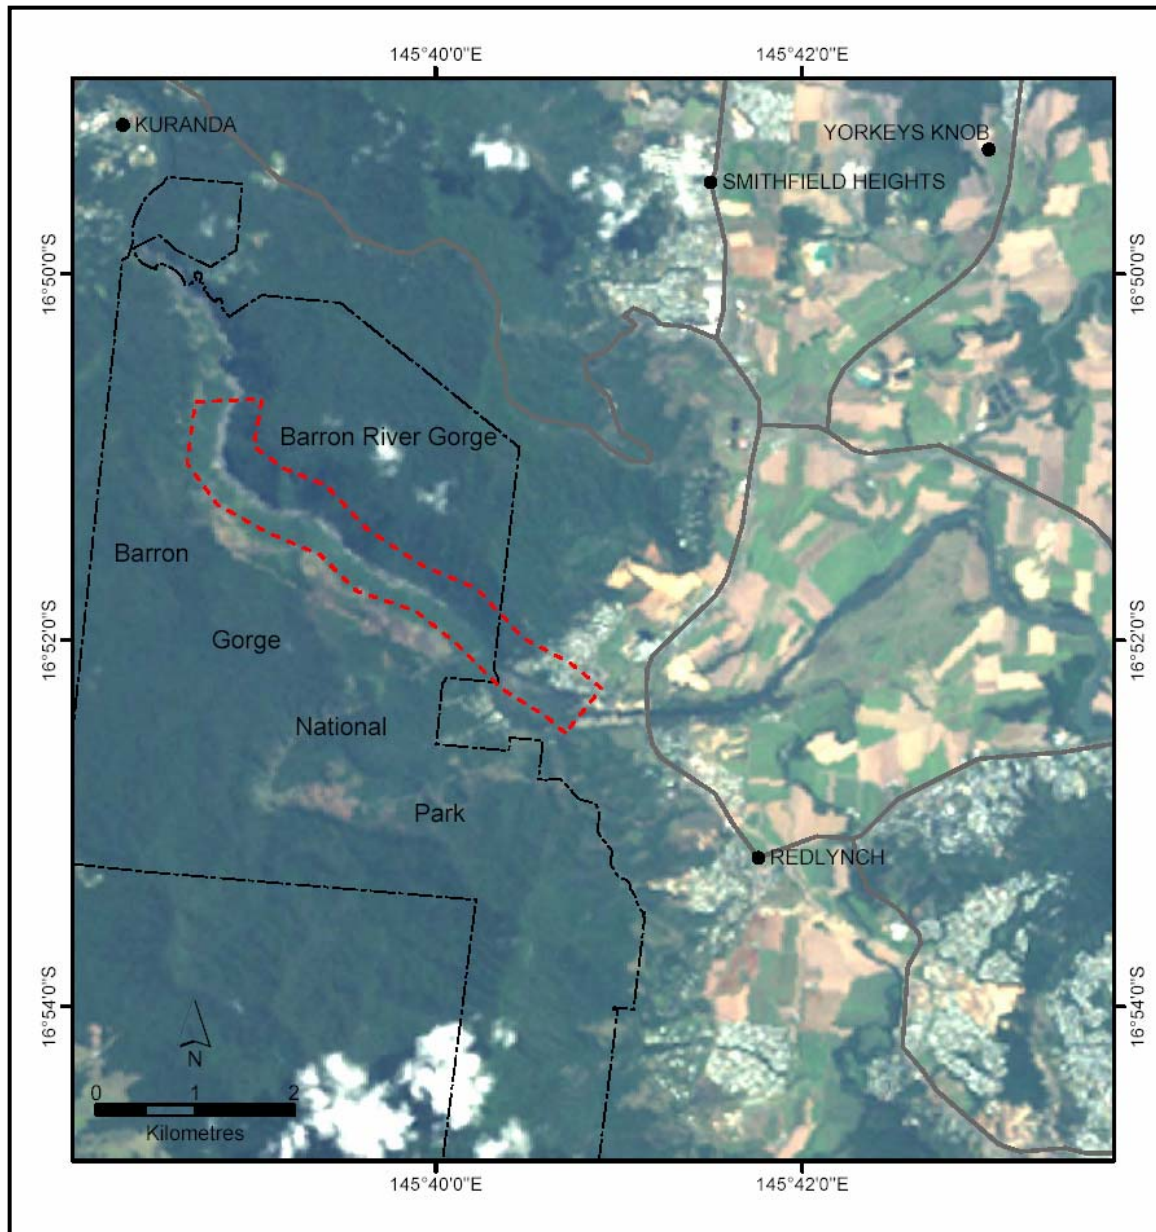 145°40'0"E
145°42'0"E
KURANDA
YORKEYS KNOB
SMITHFIELD HEIGHTS
16°50'0"S
16°50'0"S
Barron River Gorge
Barron
Gorge
16°52'0"S
16°52'0"S
National
Park
REDLYNCH
16°54'0"S
16°54'0"S
N
0 1 2
Kilometres
145°40'0"E
145°42'0"E